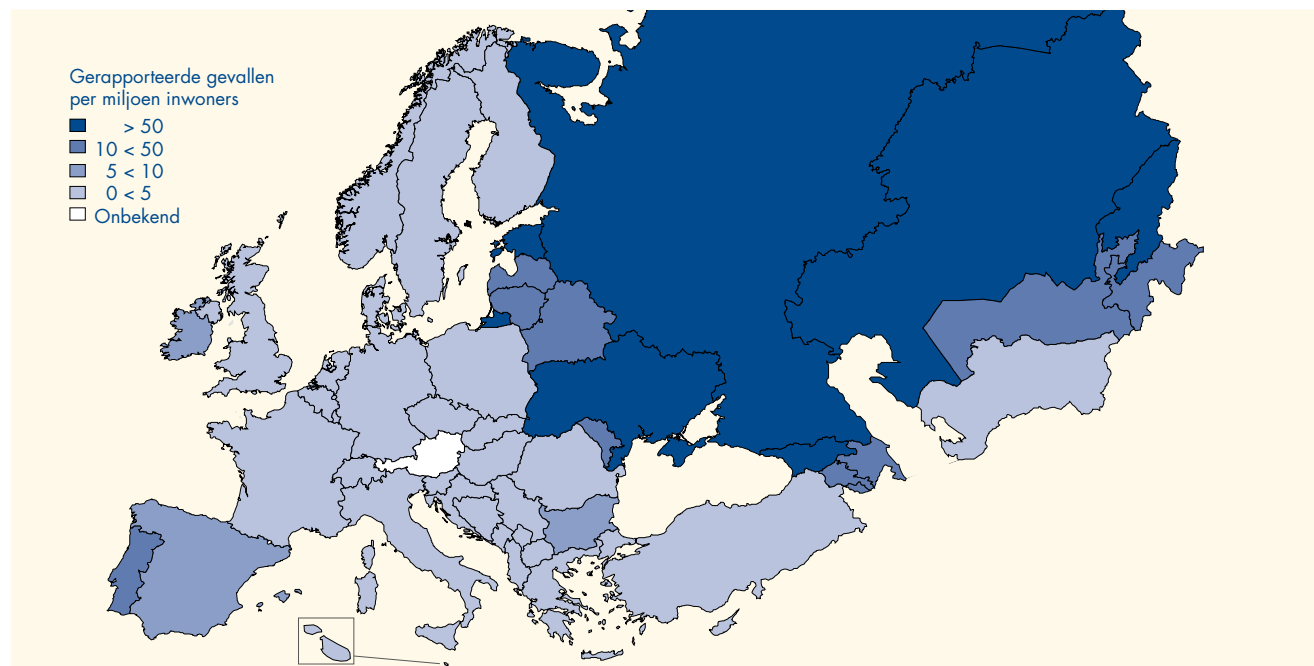 Gerapporteerde gevallen
per miljoen inwoners
> 50
10 < 50
5 < 10
0 < 5
Onbekend